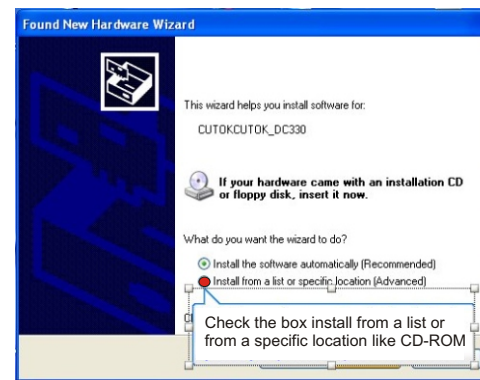 Found New Hardware Wizard
This wizard helps you install software for:
CUTOKCUTOK_DC330
If your hardware came with an installation CD
or floppy disk, insert it now.
What do you want the wizard to do?
Install the software automatically (Recommended)
Install from a list or specific location (Advanced)
Check the box install from a list or
from a specific location like CD-ROM